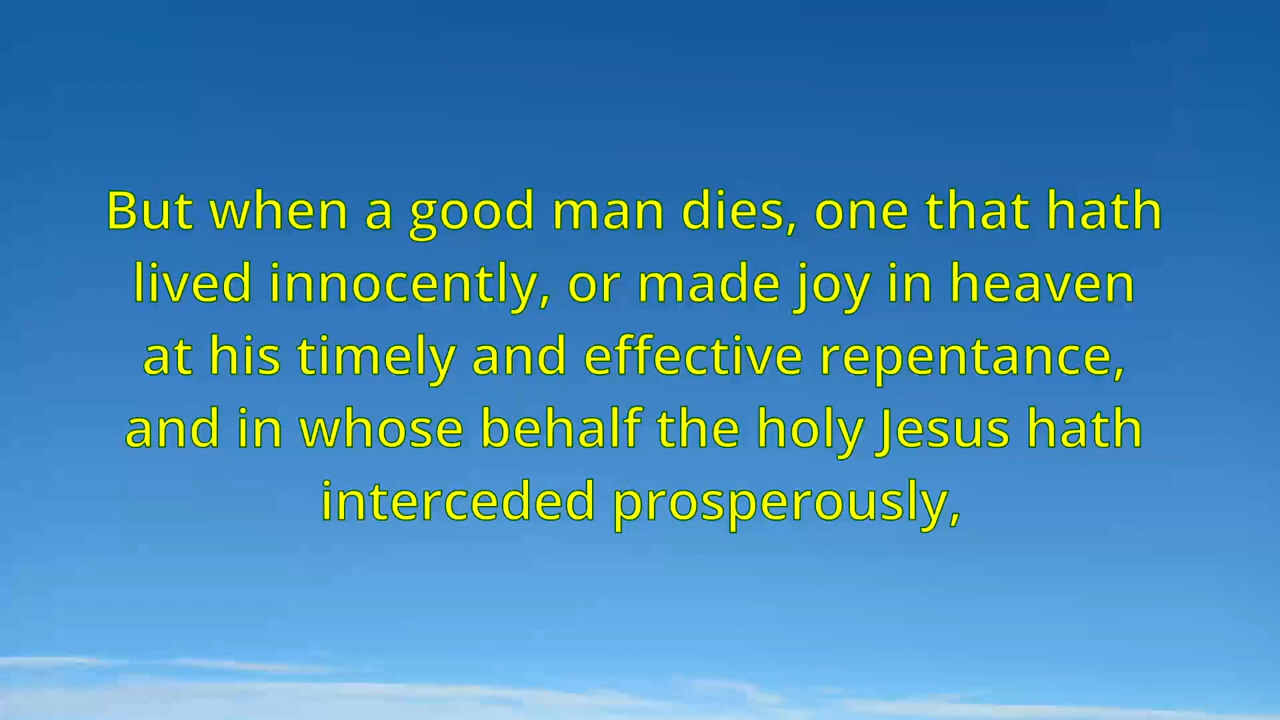 But when a good man dies, one that hath
lived innocently, or made joy in heaven
at his timely and effective repentance,
and in whose behalf the holy Jesus hath
interceded prosperously,